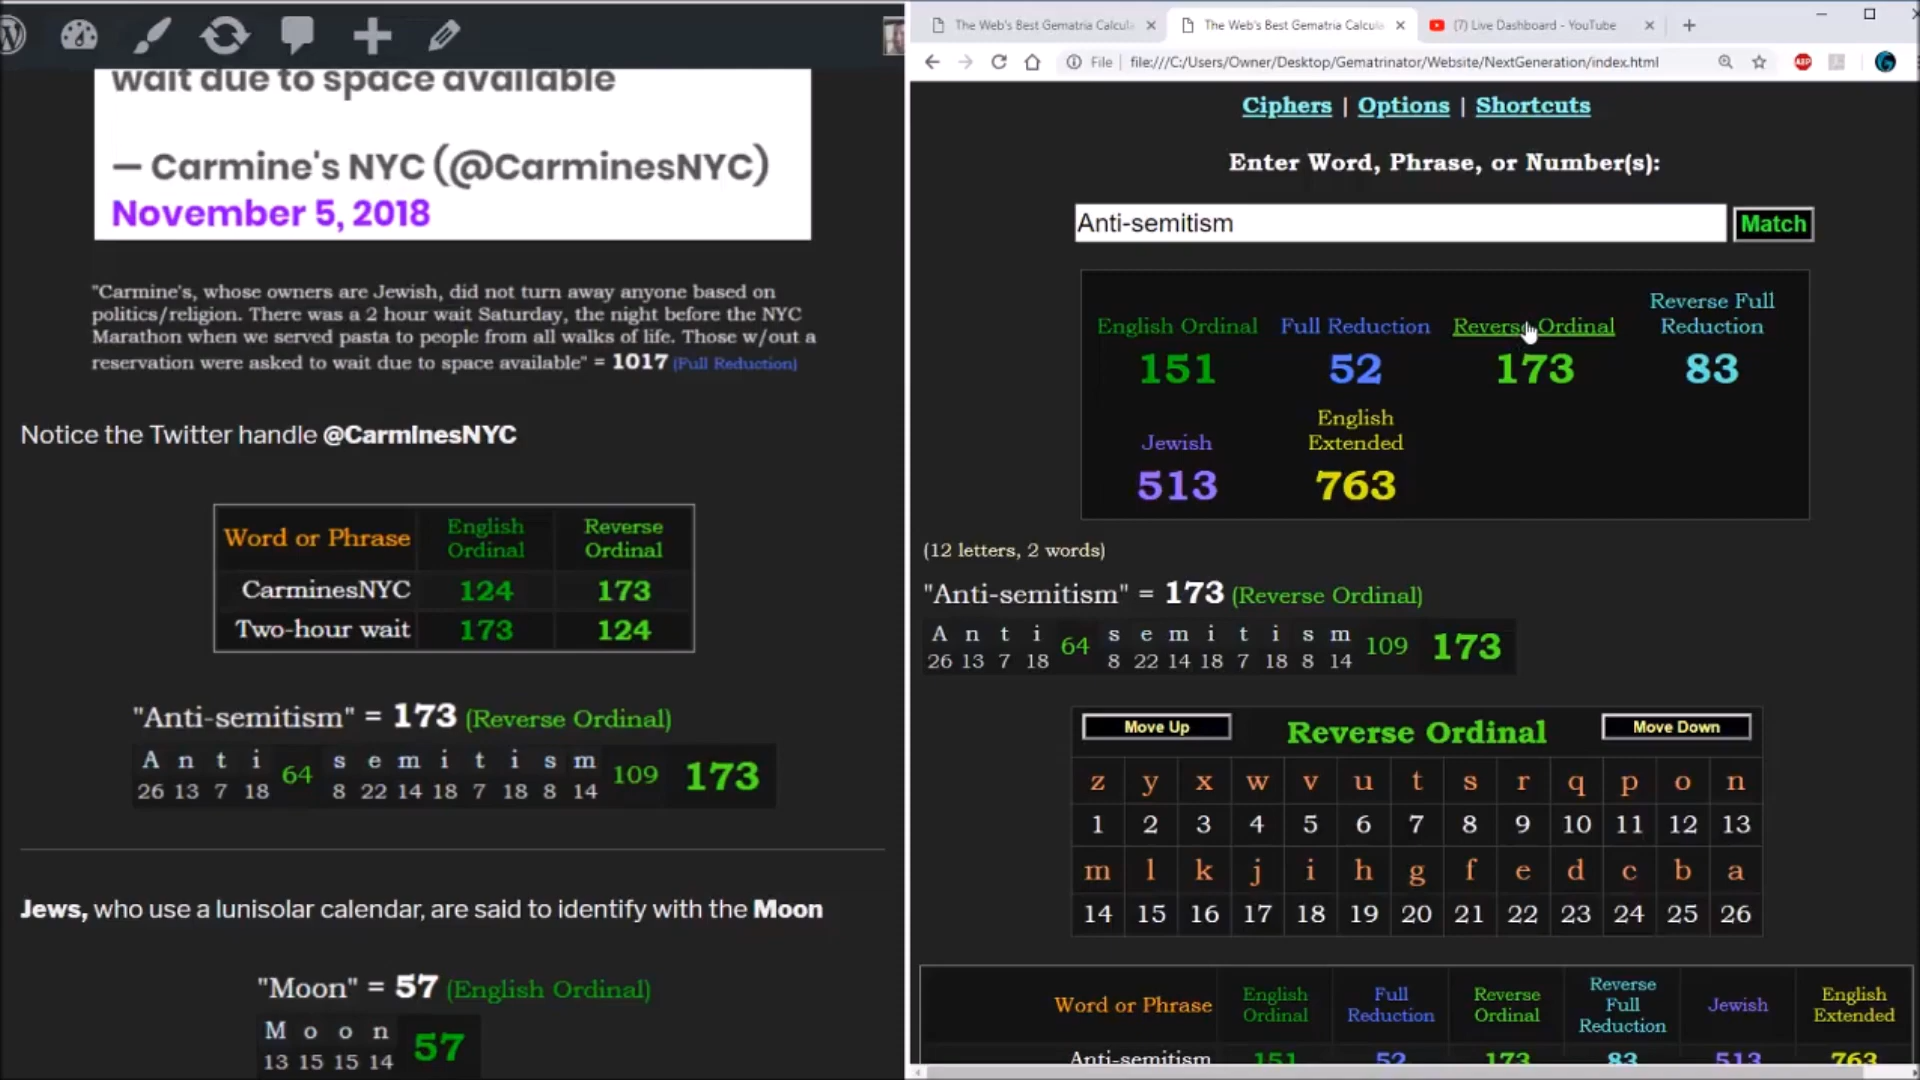 wait due to space available
— Carmine's NYC (@CarminesNYC)
November 5, 2018
"Carmine's, whose owners are Jewish, did not turn away anyone based on
politics/religion. There was a 2 hour wait Saturday, the night before the NYC
Marathon when we served pasta to people from all walks of life. Those w/out a
reservation were asked to wait due to space available" = 1017 (Full Reduction)
Notice the Twitter handle @CarmInesNYC
Word or Phrase English Ordinal Reverse Ordinal
CarminesNYC 124 173
Two-hour wait 173 124
"Anti-semitism" = 173 (Reverse Ordinal)
A n t i 64 s e m i t i s m 109 173
26 13 7 18 8 22 14 18 7 18 8 14
Jews, who use a lunisolar calendar, are said to identify with the Moon
"Moon" = 57 (English Ordinal)
M o o n 57
13 15 15 14
The Web's Best Gematria Calcula
The Web's Best Gematria Calcula
(7) Live Dashboard - YouTube
File | file:///C:/Users/Owner/Desktop/Gematrinator/Website/NextGeneration/index.html
ABP
Ciphers | Options | Shortcuts
Enter Word, Phrase, or Number(s):
Anti-semitism Match
English Ordinal Full Reduction Reverse Ordinal Reverse Full Reduction
151 52 173 83
Jewish English Extended
513 763
(12 letters, 2 words)
"Anti-semitism" = 173 (Reverse Ordinal)
A n t i 64 s e m i t i s m 109 173
26 13 7 18 8 22 14 18 7 18 8 14
Move Up Reverse Ordinal Move Down
z y x w v u t s r q p o n
1 2 3 4 5 6 7 8 9 10 11 12 13
m l k j i h g f e d c b a
14 15 16 17 18 19 20 21 22 23 24 25 26
Word or Phrase English Ordinal Full Reduction Reverse Ordinal Reverse Full Reduction Jewish English Extended
Anti-semitism 151 52 173 83 513 763